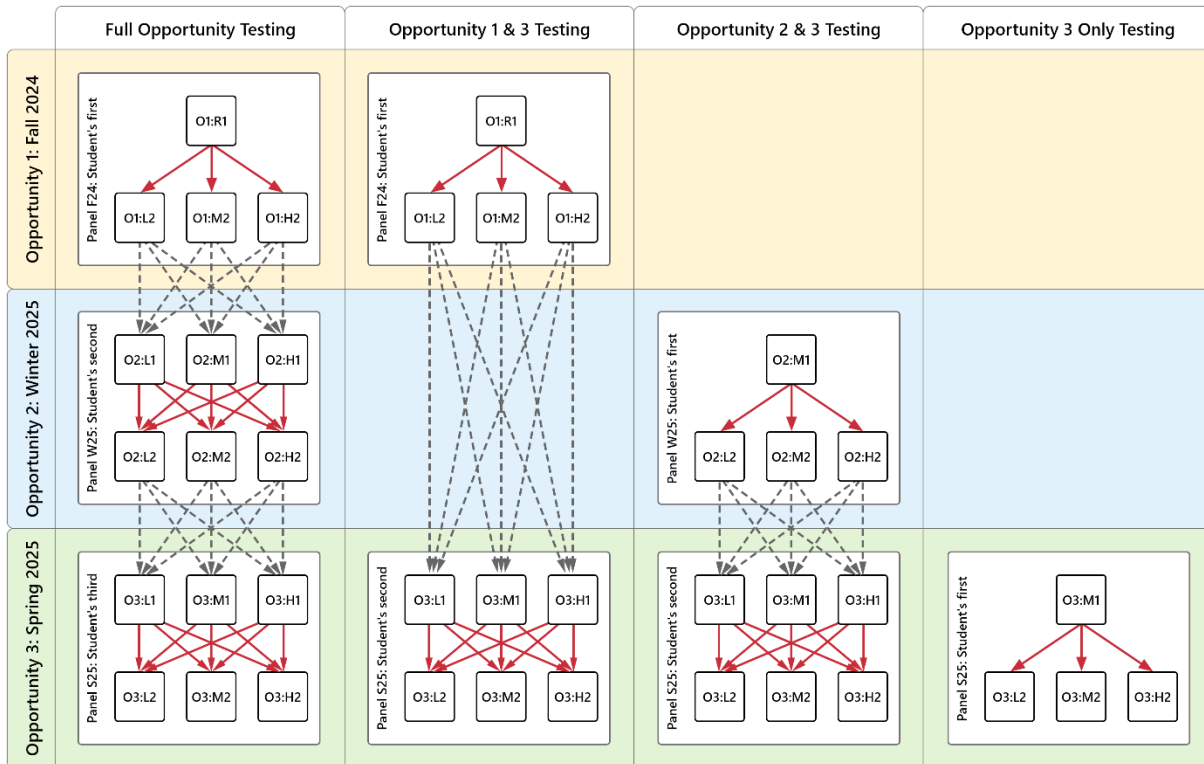 Full Opportunity Testing
Opportunity 1 & 3 Testing
Opportunity 2 & 3 Testing
Opportunity 3 Only Testing
Opportunity 1: Fall 2024
Panel F24: Student's first
O1:R1
O1:L2
O1:M2
O1:H2
Panel F24: Student's first
O1:R1
O1:L2
O1:M2
O1:H2
Opportunity 2: Winter 2025
Panel W25: Student's second
O2:L1
O2:M1
O2:H1
O2:L2
O2:M2
O2:H2
Panel W25: Student's first
O2:M1
O2:L2
O2:M2
O2:H2
Opportunity 3: Spring 2025
Panel S25: Student's third
O3:L1
O3:M1
O3:H1
O3:L2
O3:M2
O3:H2
Panel S25: Student's second
O3:L1
O3:M1
O3:H1
O3:L2
O3:M2
O3:H2
Panel S25: Student's second
O3:L1
O3:M1
O3:H1
O3:L2
O3:M2
O3:H2
Panel S25: Student's first
O3:M1
O3:L2
O3:M2
O3:H2